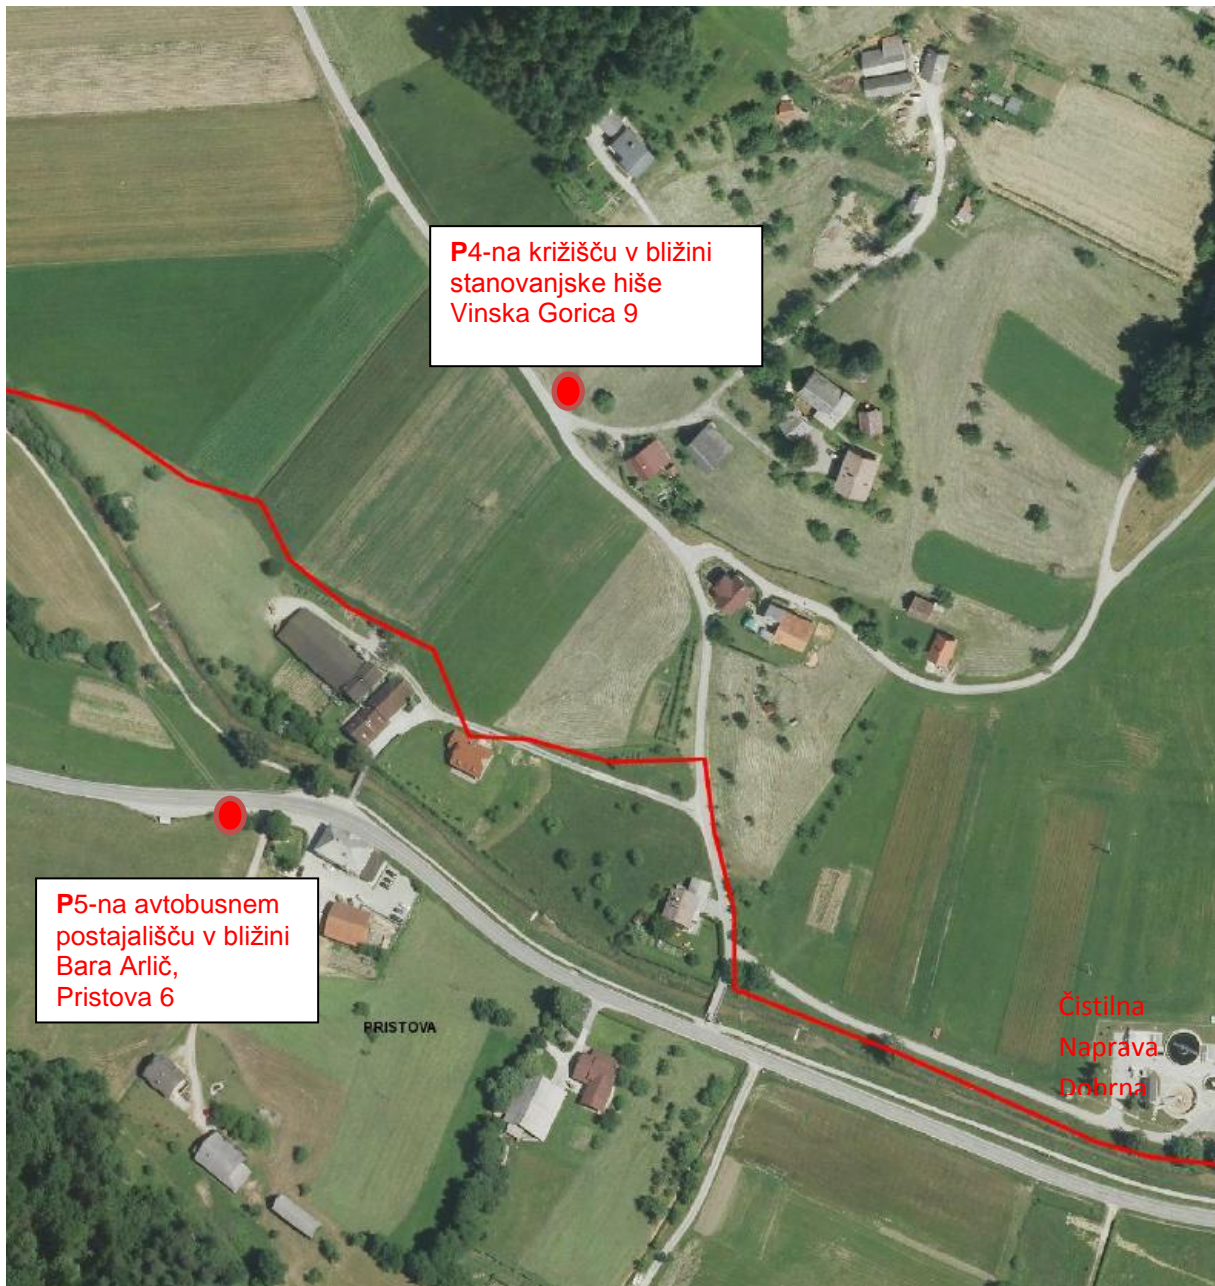 P4-na križišču v bližini
stanovanjske hiše
Vinska Gorica 9
P5-na avtobusnem
postajališču v bližini
Bara Arlič,
Pristova 6
PRISTOVA
Čistilna
Naprava
Dobrna